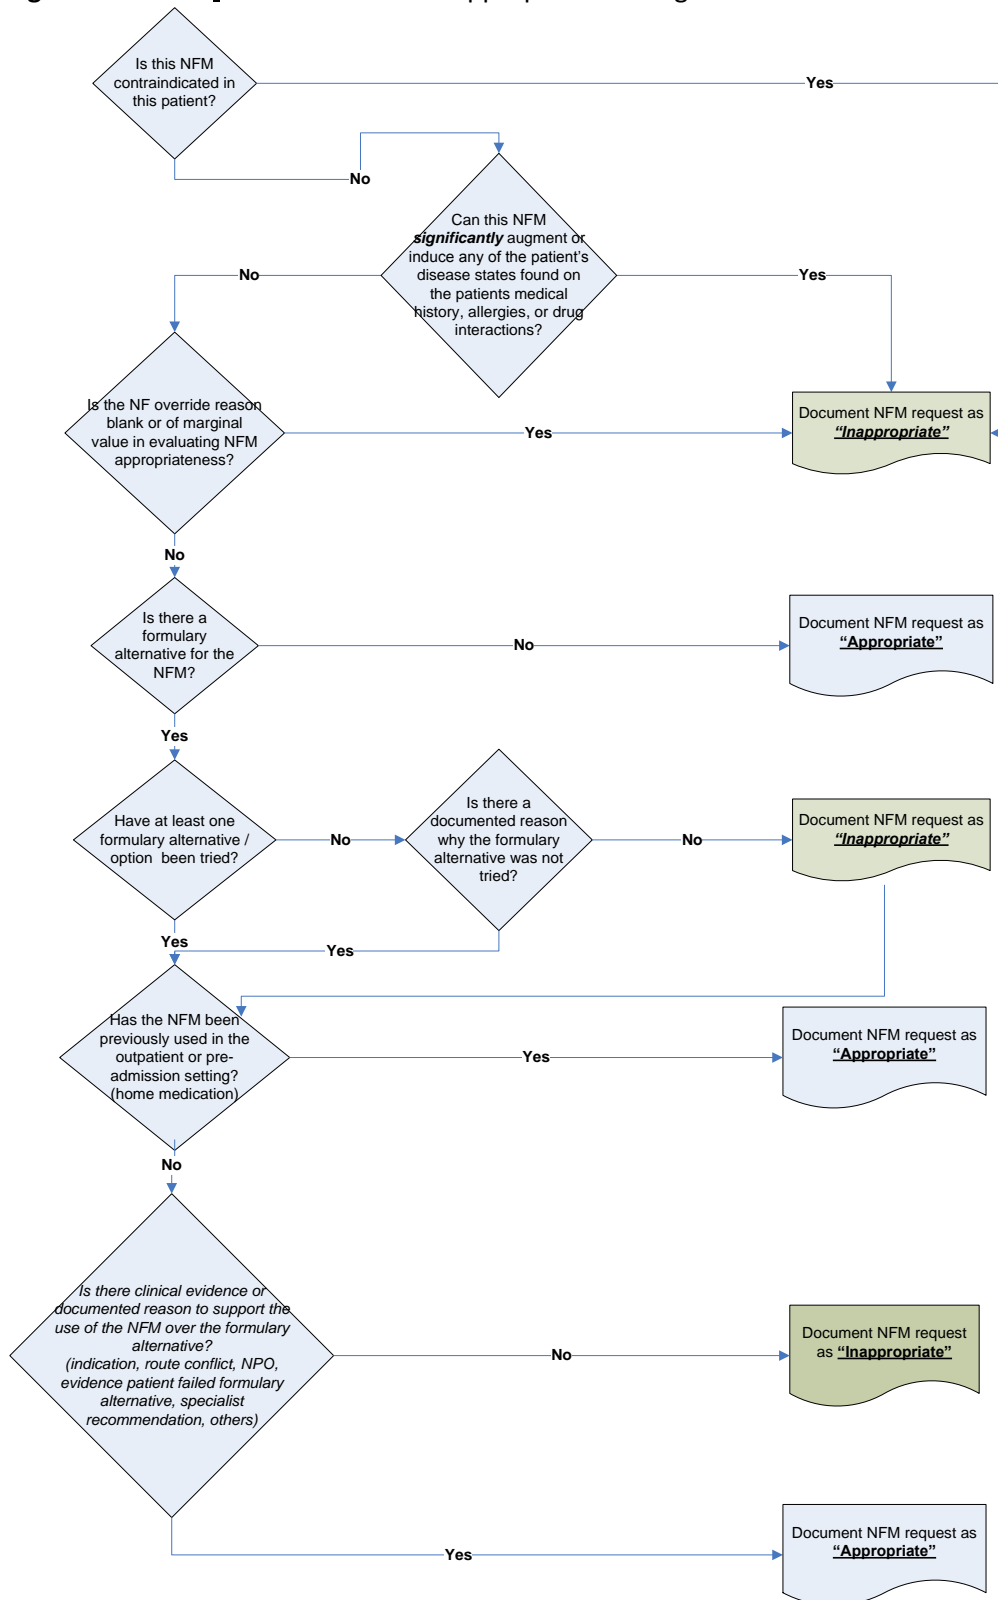 Is this NFM
contraindicated in
this patient?
Yes
No
Can this NFM
significantly augment or
induce any of the patient's
disease states found on
the patients medical
history, allergies, or drug
interactions?
No
Yes
Is the NF override reason
blank or of marginal
value in evaluating NFM
appropriateness?
Yes
Document NFM request as
“Inappropriate”
No
Is there a
formulary
alternative for the
NFM?
No
Document NFM request as
“Appropriate”
Yes
Have at least one
formulary alternative /
option been tried?
No
Is there a
documented reason
why the formulary
alternative was not
tried?
No
Document NFM request as
“Inappropriate”
Yes
Yes
Has the NFM been
previously used in the
outpatient or pre-
admission setting?
(home medication)
Yes
Document NFM request as
“Appropriate”
No
Is there clinical evidence or
documented reason to support the
use of the NFM over the formulary
alternative?
(indication, route conflict, NPO,
evidence patient failed formulary
alternative, specialist
recommendation, others)
No
Document NFM request
as “Inappropriate”
Yes
Document NFM request as
“Appropriate”